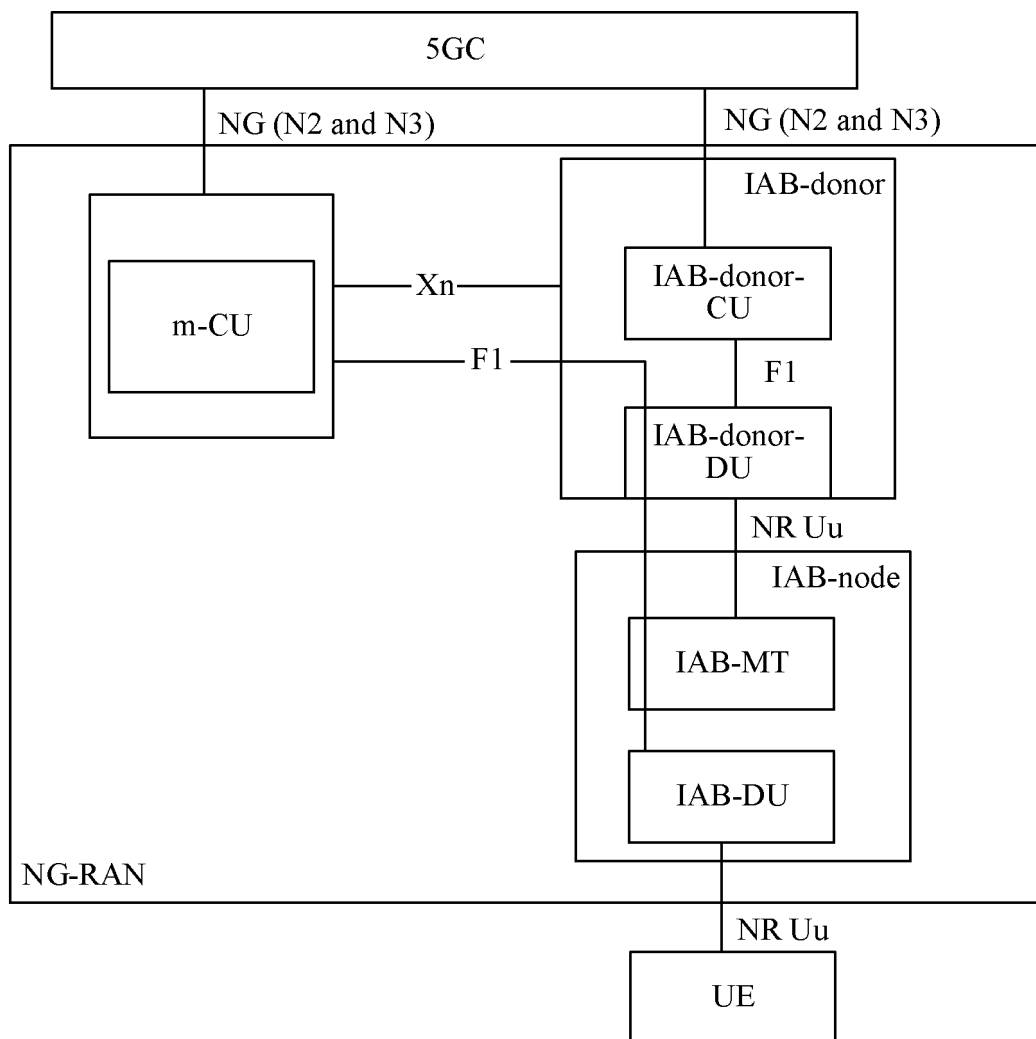 5GC
NG (N2 and N3)
NG (N2 and N3)
IAB-donor
IAB-donor-
CU
Xn
m-CU
F1
F1
IAB-donor-
DU
NR Uu
IAB-node
IAB-MT
IAB-DU
NG-RAN
NR Uu
UE